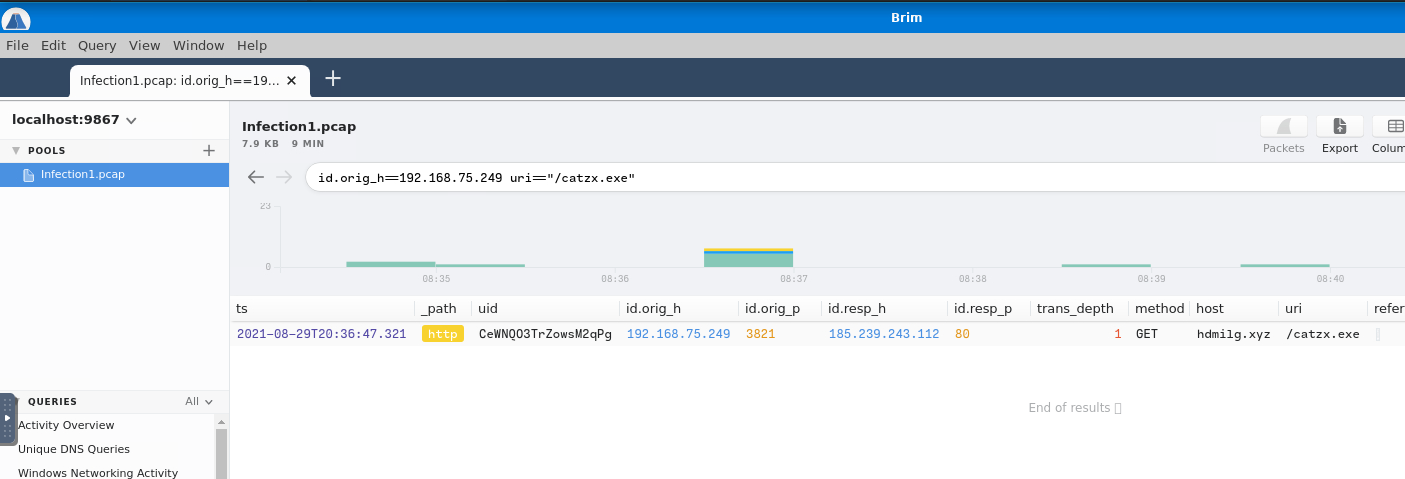 Brim
File Edit Query View Window Help
Infection1.pcap: id.orig_h==19... ✕ +
localhost:9867
POOLS +
Infection1.pcap
Infection1.pcap
7.9 KB 9 MIN
Packets Export Colum
id.orig_h==192.168.75.249 uri=="/catzx.exe"
23
0
08:35 08:36 08:37 08:38 08:39 08:40
ts _path uid id.orig_h id.orig_p id.resp_h id.resp_p trans_depth method host uri refer
2021-08-29T20:36:47.321 http CeWNQO3TrZowsM2qPg 192.168.75.249 3821 185.239.243.112 80 1 GET hdmilg.xyz /catzx.exe
End of results
QUERIES All
Activity Overview
Unique DNS Queries
Windows Networking Activity